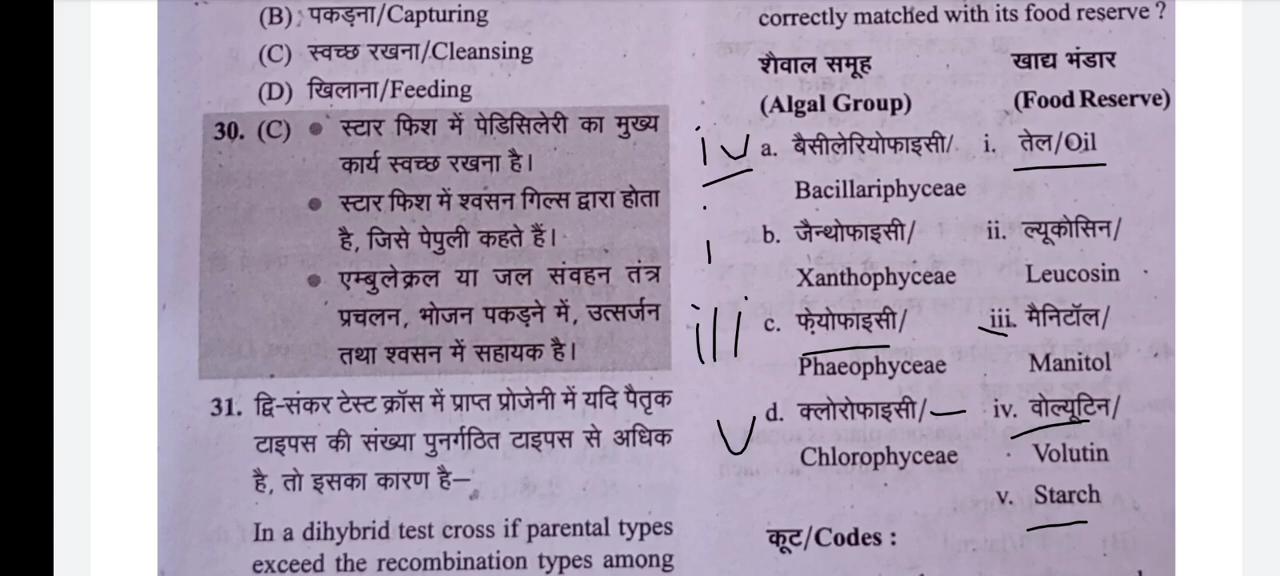 (B) पकड़ना/Capturing
(C) स्वच्छ रखना/Cleansing
(D) खिलाना/Feeding
30. (C) ● स्टार फिश में पेडिसिलेरी का मुख्य
कार्य स्वच्छ रखना है।
● स्टार फिश में श्वसन गिल्स द्वारा होता
है, जिसे पेपुली कहते हैं।
● एम्बुलेक्रल या जल संवहन तंत्र
प्रचलन, भोजन पकड़ने में, उत्सर्जन
तथा श्वसन में सहायक है।
31. द्वि-संकर टेस्ट क्रॉस में प्राप्त प्रोजेनी में यदि पैतृक
टाइपस की संख्या पुनर्गठित टाइपस से अधिक
है, तो इसका कारण है–
In a dihybrid test cross if parental types
exceed the recombination types among
correctly matched with its food reserve ?
शैवाल समूह खाद्य भंडार
(Algal Group) (Food Reserve)
iv a. बैसीलेरियोफाइसी/ i. तेल/Oil
Bacillariphyceae
i b. जैन्थोफाइसी/ ii. ल्यूकोसिन/
Xanthophyceae Leucosin
iii c. फेयोफाइसी/ iii. मैनिटॉल/
Phaeophyceae Manitol
V d. क्लोरोफाइसी/ iv. वोल्यूटिन/
Chlorophyceae Volutin
v. Starch
कूट/Codes :